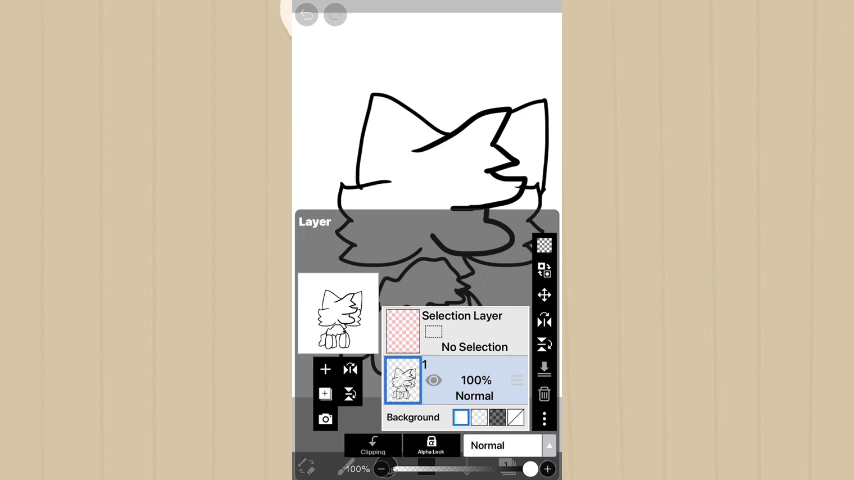 Layer
Selection Layer
No Selection
1
100%
Normal
Background
Clipping
Alpha Lock
Normal
100%